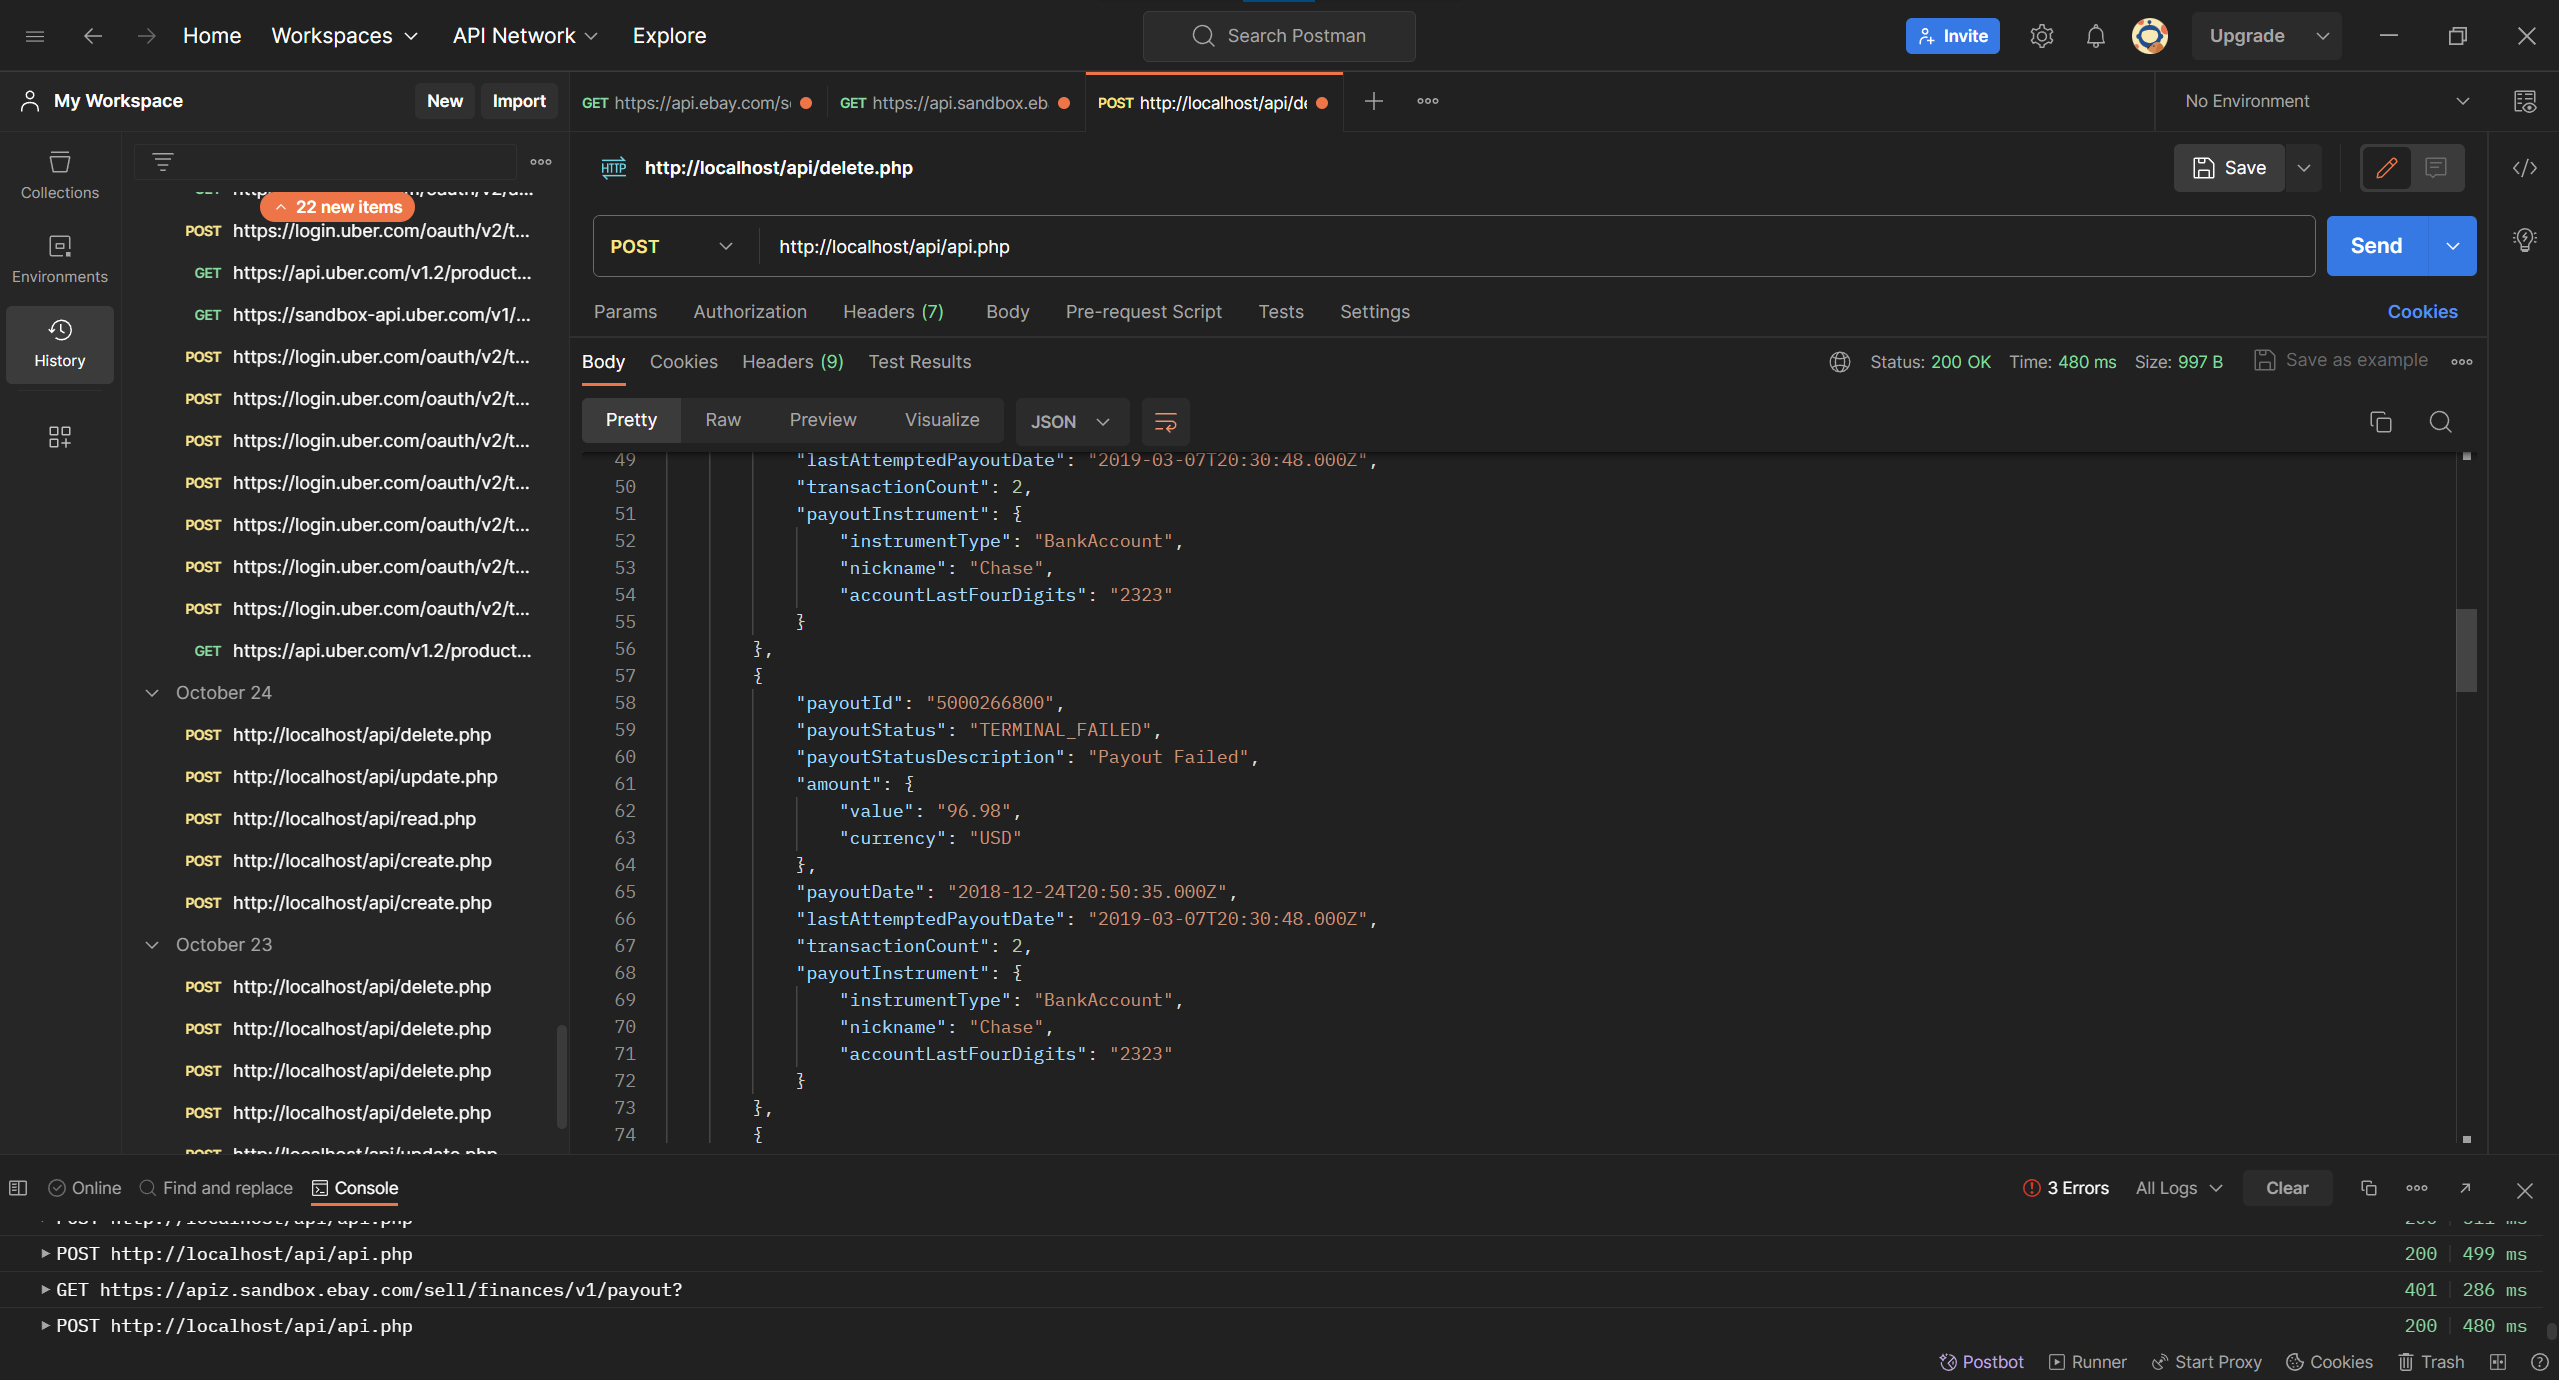 Home Workspaces API Network Explore Search Postman Invite Upgrade
My Workspace New Import GET https://api.ebay.com/s GET https://api.sandbox.eb POST http://localhost/api/de No Environment
Collections
Environments
History
22 new items
POST https://login.uber.com/oauth/v2/t...
GET https://api.uber.com/v1.2/product...
GET https://sandbox-api.uber.com/v1/...
POST https://login.uber.com/oauth/v2/t...
POST https://login.uber.com/oauth/v2/t...
POST https://login.uber.com/oauth/v2/t...
POST https://login.uber.com/oauth/v2/t...
POST https://login.uber.com/oauth/v2/t...
POST https://login.uber.com/oauth/v2/t...
POST https://login.uber.com/oauth/v2/t...
GET https://api.uber.com/v1.2/product...
October 24
POST http://localhost/api/delete.php
POST http://localhost/api/update.php
POST http://localhost/api/read.php
POST http://localhost/api/create.php
POST http://localhost/api/create.php
October 23
POST http://localhost/api/delete.php
POST http://localhost/api/delete.php
POST http://localhost/api/delete.php
POST http://localhost/api/delete.php
POST http://localhost/api/update.php
HTTP http://localhost/api/delete.php Save
POST http://localhost/api/api.php Send
Params Authorization Headers (7) Body Pre-request Script Tests Settings Cookies
Body Cookies Headers (9) Test Results Status: 200 OK Time: 480 ms Size: 997 B Save as example
Pretty Raw Preview Visualize JSON
49 "lastAttemptedPayoutDate": "2019-03-07T20:30:48.000Z",
50 "transactionCount": 2,
51 "payoutInstrument": {
52 "instrumentType": "BankAccount",
53 "nickname": "Chase",
54 "accountLastFourDigits": "2323"
55 }
56 },
57 {
58 "payoutId": "5000266800",
59 "payoutStatus": "TERMINAL_FAILED",
60 "payoutStatusDescription": "Payout Failed",
61 "amount": {
62 "value": "96.98",
63 "currency": "USD"
64 },
65 "payoutDate": "2018-12-24T20:50:35.000Z",
66 "lastAttemptedPayoutDate": "2019-03-07T20:30:48.000Z",
67 "transactionCount": 2,
68 "payoutInstrument": {
69 "instrumentType": "BankAccount",
70 "nickname": "Chase",
71 "accountLastFourDigits": "2323"
72 }
73 },
74 {
Online Find and replace Console 3 Errors All Logs Clear
POST http://localhost/api/api.php
POST http://localhost/api/api.php 200 499 ms
GET https://apiz.sandbox.ebay.com/sell/finances/v1/payout? 401 286 ms
POST http://localhost/api/api.php 200 480 ms
Postbot Runner Start Proxy Cookies Trash